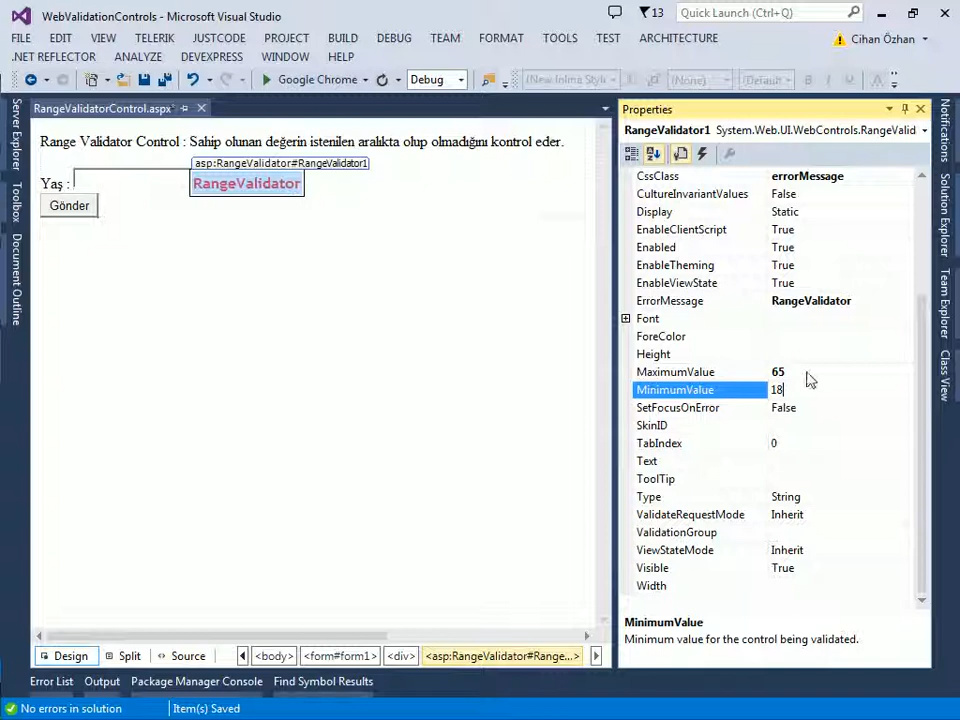 WebValidationControls - Microsoft Visual Studio
13
Quick Launch (Ctrl+Q)
FILE EDIT VIEW TELERIK JUSTCODE PROJECT BUILD DEBUG TEAM FORMAT TOOLS TEST ARCHITECTURE
Cihan Özhan
.NET REFLECTOR ANALYZE DEVEXPRESS WINDOW HELP
Google Chrome
Debug
(New Inline Style
(None)
(Default
B I U A
Server Explorer
Toolbox
Document Outline
RangeValidatorControl.aspx*
Range Validator Control : Sahip olunan değerin istenilen aralıkta olup olmadığını kontrol eder.
asp:RangeValidator#RangeValidator1
Yaş :
RangeValidator
Gönder
Properties
RangeValidator1 System.Web.UI.WebControls.RangeValid
CssClass errorMessage
CultureInvariantValues False
Display Static
EnableClientScript True
Enabled True
EnableTheming True
EnableViewState True
ErrorMessage RangeValidator
Font
ForeColor
Height
MaximumValue 65
MinimumValue 18
SetFocusOnError False
SkinID
TabIndex 0
Text
ToolTip
Type String
ValidateRequestMode Inherit
ValidationGroup
ViewStateMode Inherit
Visible True
Width
MinimumValue
Minimum value for the control being validated.
Notifications
Solution Explorer
Team Explorer
Class View
Design Split Source
<body> <form#form1> <div> <asp:RangeValidator#Range...>
Error List Output Package Manager Console Find Symbol Results
No errors in solution
Item(s) Saved